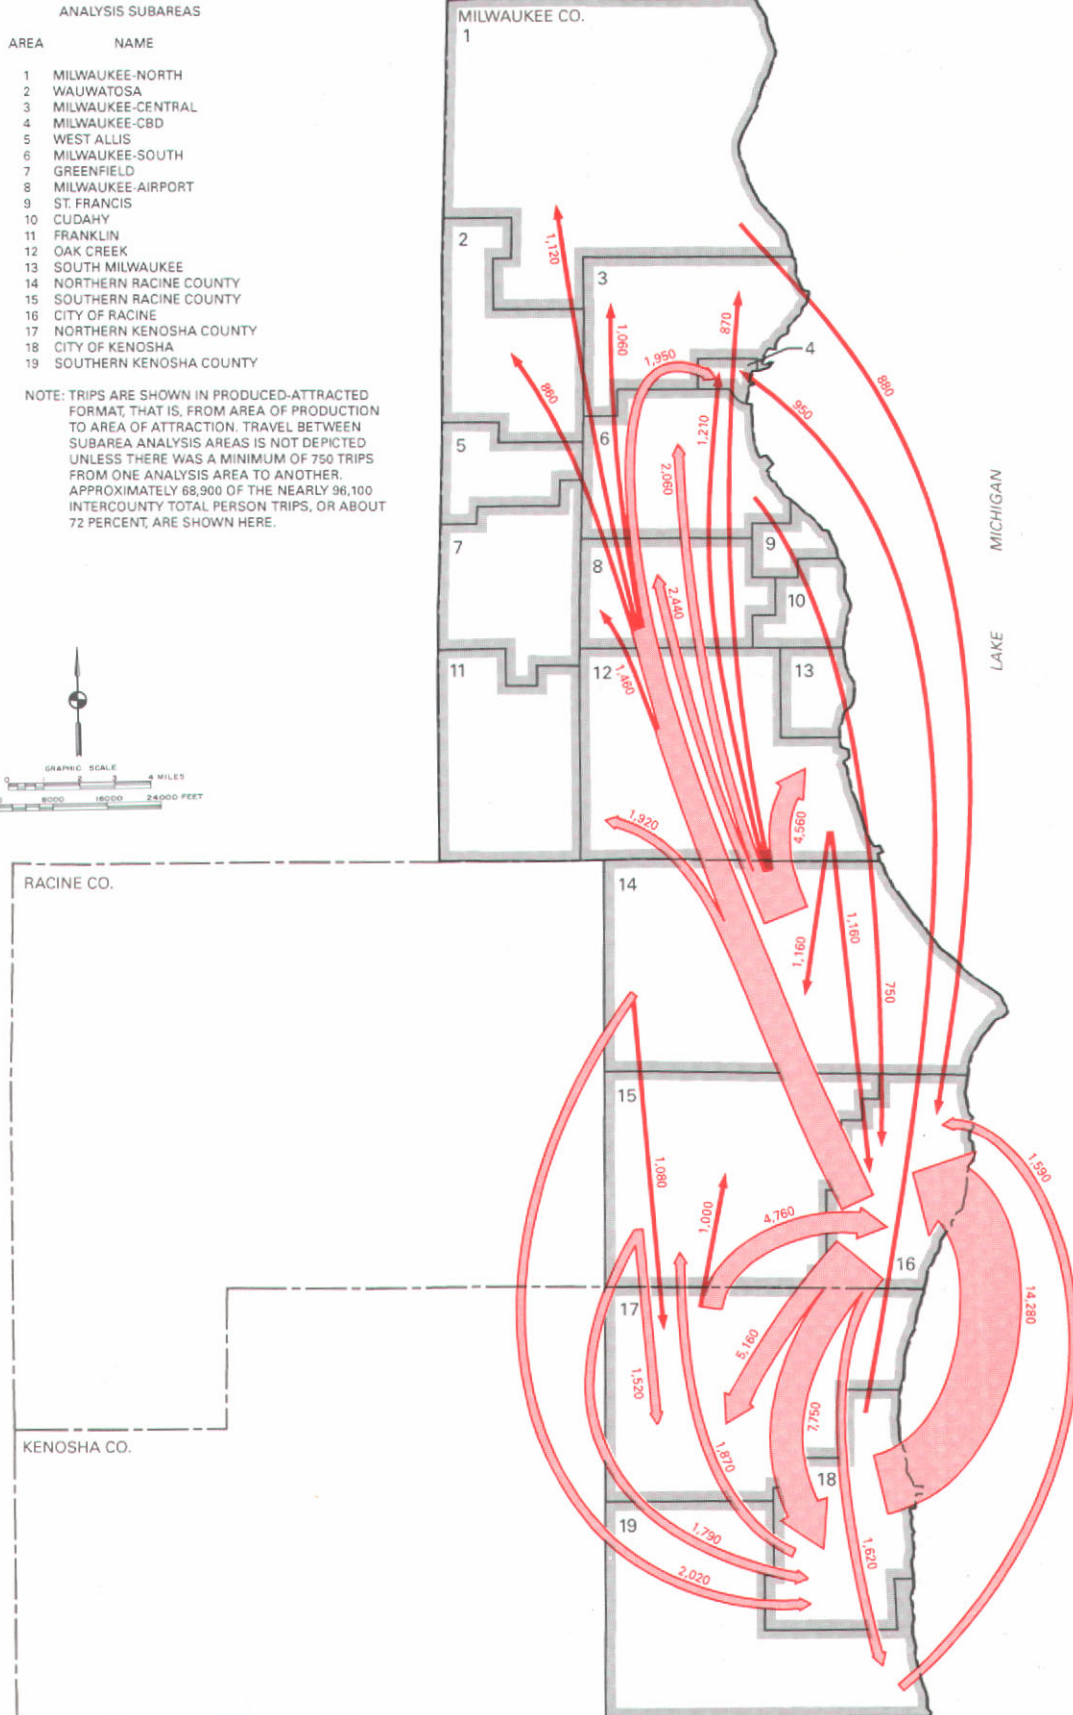 ANALYSIS SUBAREAS
AREA NAME
1 MILWAUKEE-NORTH
2 WAUWATOSA
3 MILWAUKEE-CENTRAL
4 MILWAUKEE-CBD
5 WEST ALLIS
6 MILWAUKEE-SOUTH
7 GREENFIELD
8 MILWAUKEE-AIRPORT
9 ST. FRANCIS
10 CUDAHY
11 FRANKLIN
12 OAK CREEK
13 SOUTH MILWAUKEE
14 NORTHERN RACINE COUNTY
15 SOUTHERN RACINE COUNTY
16 CITY OF RACINE
17 NORTHERN KENOSHA COUNTY
18 CITY OF KENOSHA
19 SOUTHERN KENOSHA COUNTY
NOTE: TRIPS ARE SHOWN IN PRODUCED-ATTRACTED
FORMAT, THAT IS, FROM AREA OF PRODUCTION
TO AREA OF ATTRACTION. TRAVEL BETWEEN
SUBAREA ANALYSIS AREAS IS NOT DEPICTED
UNLESS THERE WAS A MINIMUM OF 750 TRIPS
FROM ONE ANALYSIS AREA TO ANOTHER.
APPROXIMATELY 68,900 OF THE NEARLY 96,100
INTERCOUNTY TOTAL PERSON TRIPS, OR ABOUT
72 PERCENT, ARE SHOWN HERE.
GRAPHIC SCALE
0 2 3 4 MILES
0 8000 16000 24000 FEET
MILWAUKEE CO.
1
2
1,120
3
1,060
870
4
1,950
860
880
950
5
6
1,210
2,060
MICHIGAN
LAKE
7
8
9
2,440
10
11
12
1,460
13
1,920
4,560
RACINE CO.
14
1,160
1,160
750
15
1,080
1,000
4,760
1,590
16
14,280
17
5,160
1,520
7,750
KENOSHA CO.
1,870
18
19
1,790
1,620
2,020